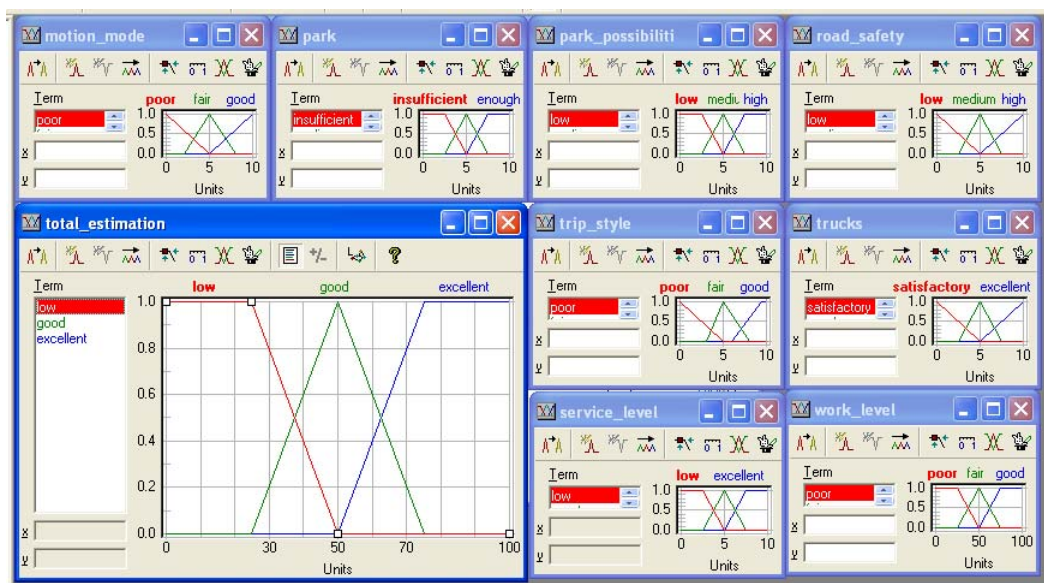 motion_mode
Term
poor
poor fair good
1.0
0.5
0.0
0 5 10
Units
x
y
park
Term
insufficient
insufficient enough
1.0
0.5
0.0
0 5 10
Units
x
y
park_possibiliti
Term
low
low mediu high
1.0
0.5
0.0
0 5 10
Units
x
y
road_safety
Term
low
low medium high
1.0
0.5
0.0
0 5 10
Units
x
y
total_estimation
Term
low
good
excellent
low good excellent
1.0
0.8
0.6
0.4
0.2
0.0
0 30 50 70 100
Units
x
y
trip_style
Term
poor
poor fair good
1.0
0.5
0.0
0 5 10
Units
x
y
trucks
Term
satisfactory
satisfactory excellent
1.0
0.5
0.0
0 5 10
Units
x
y
service_level
Term
low
low excellent
1.0
0.5
0.0
0 5 10
Units
x
y
work_level
Term
poor
poor fair good
1.0
0.5
0.0
0 50 100
Units
x
y